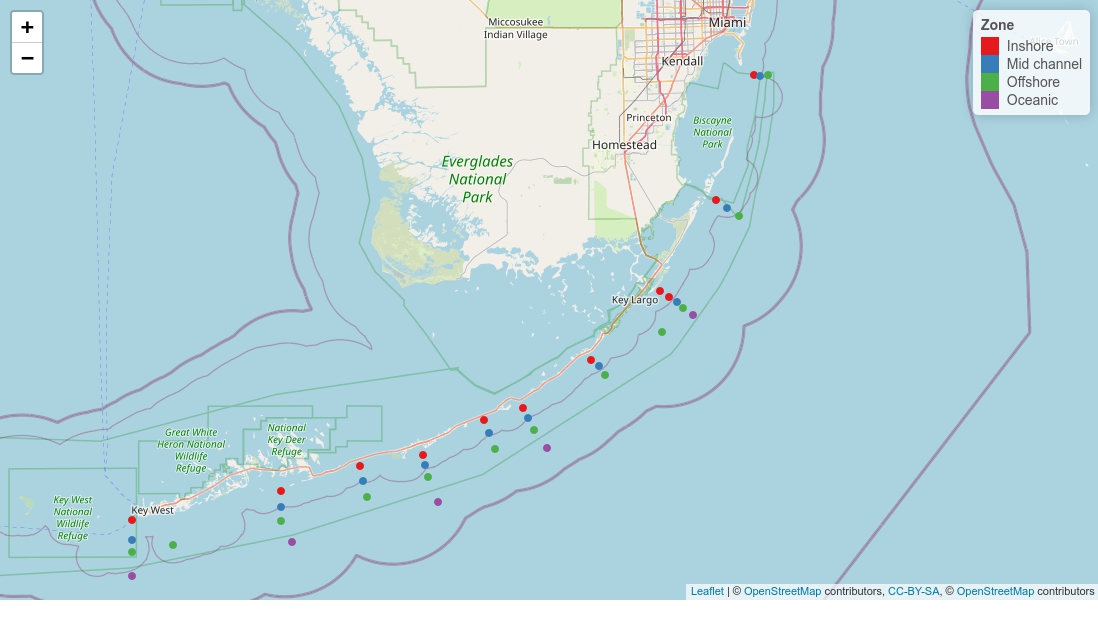 +
−
Miccosukee
Indian Village
Miami
Kendall
Zone
Inshore
Mid channel
Offshore
Oceanic
Alice Town
Princeton
Biscayne
National
Park
Homestead
Everglades
National
Park
Key Largo
Great White
Heron National
Wildlife
Refuge
National
Key Deer
Refuge
Key West
National
Wildlife
Refuge
Key West
Leaflet | © OpenStreetMap contributors, CC-BY-SA, © OpenStreetMap contributors